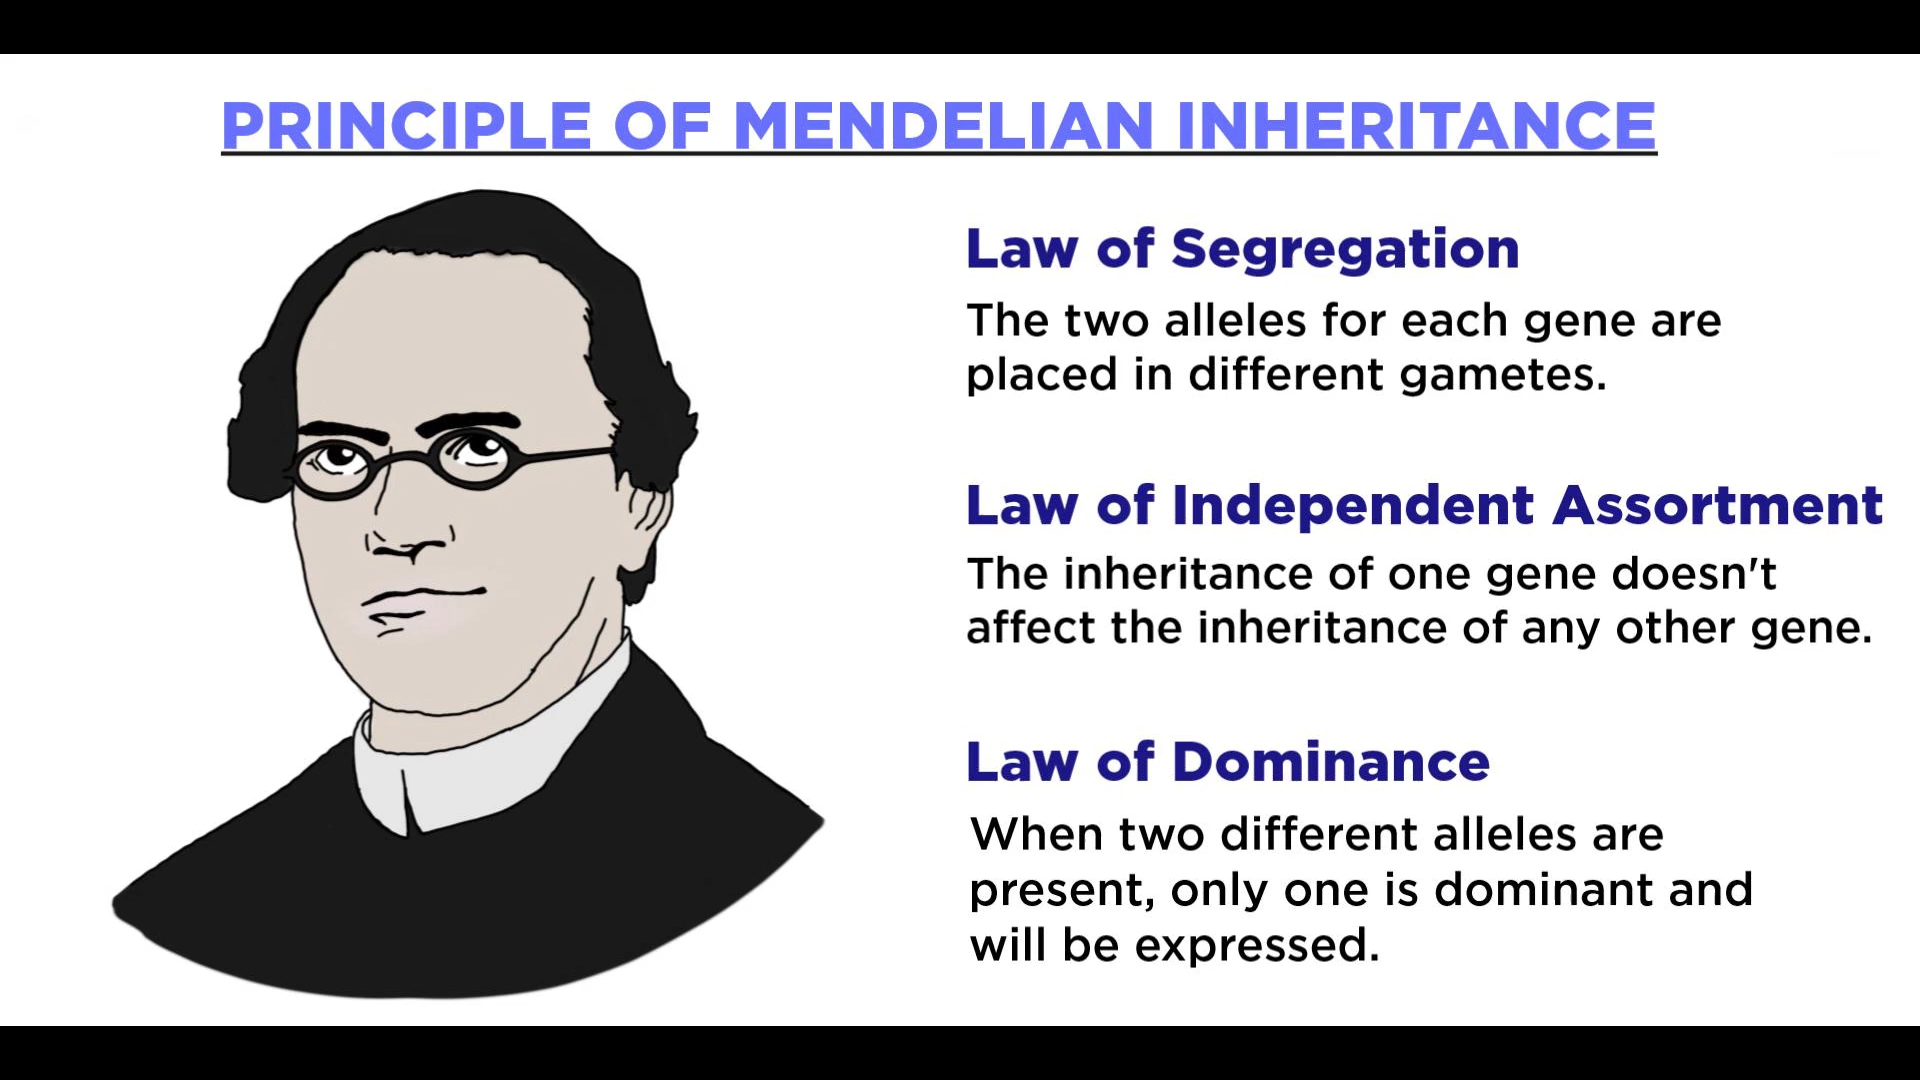 PRINCIPLE OF MENDELIAN INHERITANCE
Law of Segregation
The two alleles for each gene are
placed in different gametes.
Law of Independent Assortment
The inheritance of one gene doesn't
affect the inheritance of any other gene.
Law of Dominance
When two different alleles are
present, only one is dominant and
will be expressed.